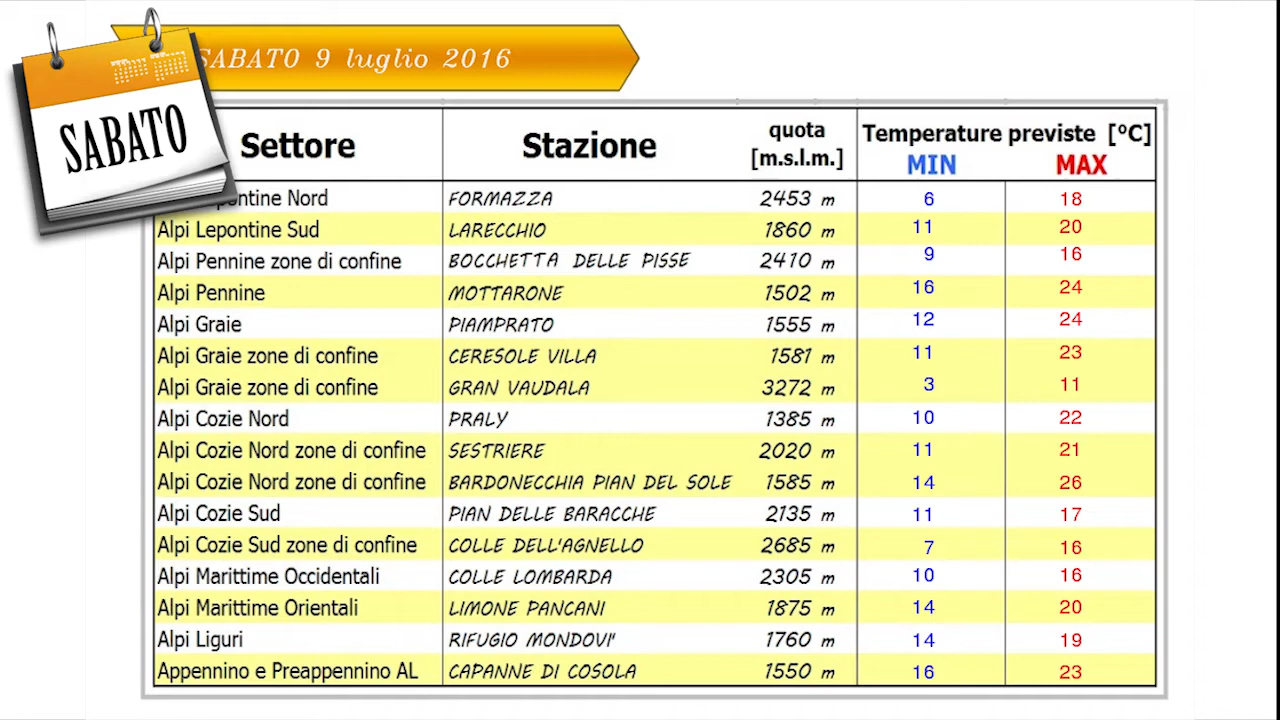 SABATO 9 luglio 2016
SABATO
Settore Stazione quota [m.s.l.m.] Temperature previste [°C] MIN MAX
Nord FORMAZZA 2453 m 6 18
Alpi Lepontine Sud LARECCHIO 1860 m 11 20
Alpi Pennine zone di confine BOCCHETTA DELLE PISSE 2410 m 9 16
Alpi Pennine MOTTARONE 1502 m 16 24
Alpi Graie PIAMPRATO 1555 m 12 24
Alpi Graie zone di confine CERESOLE VILLA 1581 m 11 23
Alpi Graie zone di confine GRAN VAUDALA 3272 m 3 11
Alpi Cozie Nord PRALY 1385 m 10 22
Alpi Cozie Nord zone di confine SESTRIERE 2020 m 11 21
Alpi Cozie Nord zone di confine BARDONECCHIA PIAN DEL SOLE 1585 m 14 26
Alpi Cozie Sud PIAN DELLE BARACCHE 2135 m 11 17
Alpi Cozie Sud zone di confine COLLE DELL'AGNELLO 2685 m 7 16
Alpi Marittime Occidentali COLLE LOMBARDA 2305 m 10 16
Alpi Marittime Orientali LIMONE PANCANI 1875 m 14 20
Alpi Liguri RIFUGIO MONDOVI' 1760 m 14 19
Appennino e Preappennino AL CAPANNE DI COSOLA 1550 m 16 23